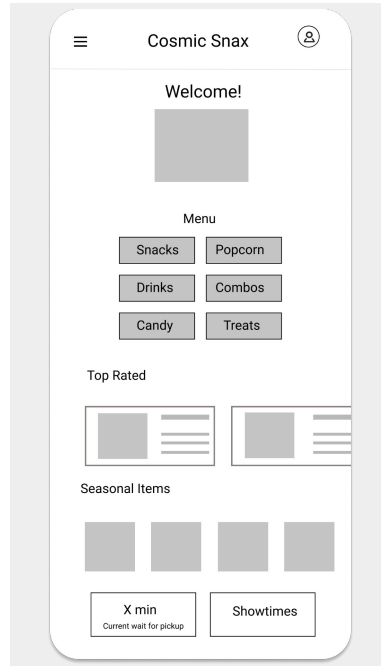 Cosmic Snax
Welcome!
Menu
Snacks
Popcorn
Drinks
Combos
Candy
Treats
Top Rated
Seasonal Items
X min
Current wait for pickup
Showtimes